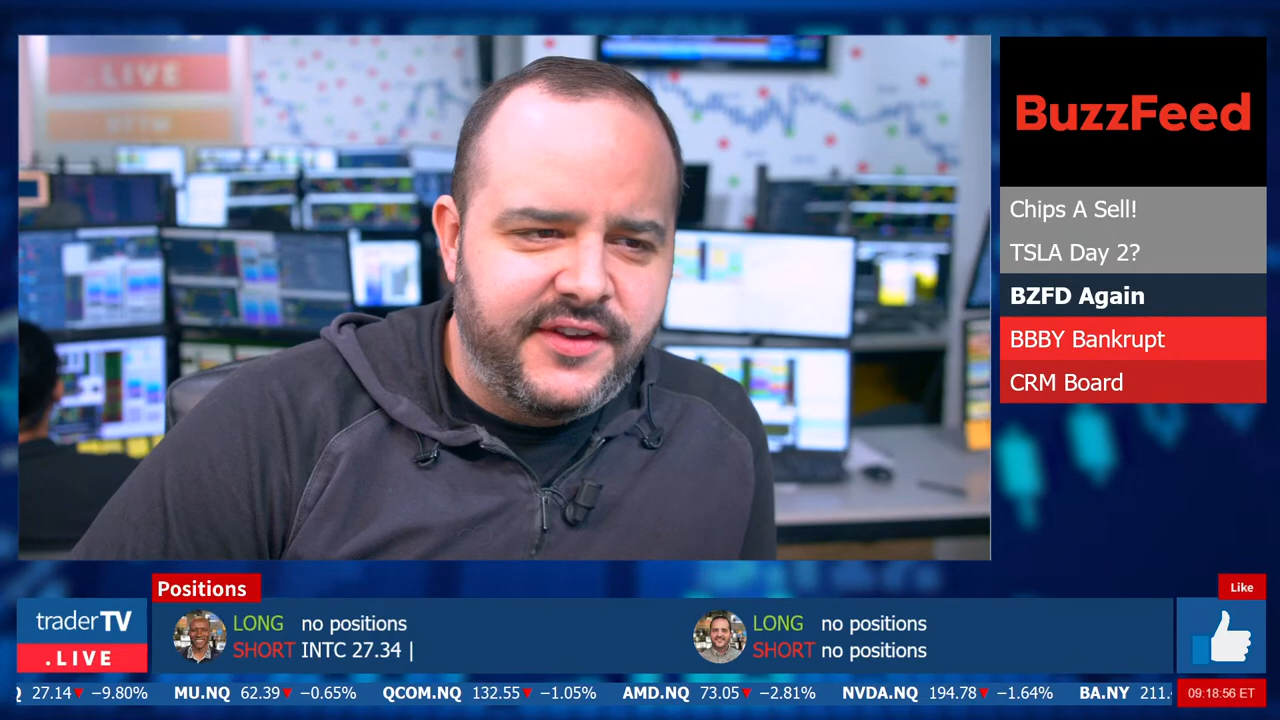 .LIVE
BuzzFeed
Chips A Sell!
TSLA Day 2?
BZFD Again
BBBY Bankrupt
CRM Board
Positions
Like
traderTV
.LIVE
LONG no positions
SHORT INTC 27.34 |
LONG no positions
SHORT no positions
27.14▼ −9.80% MU.NQ 62.39▼ −0.65% QCOM.NQ 132.55▼ −1.05% AMD.NQ 73.05▼ −2.81% NVDA.NQ 194.78▼ −1.64% BA.NY 211.
09:18:56 ET